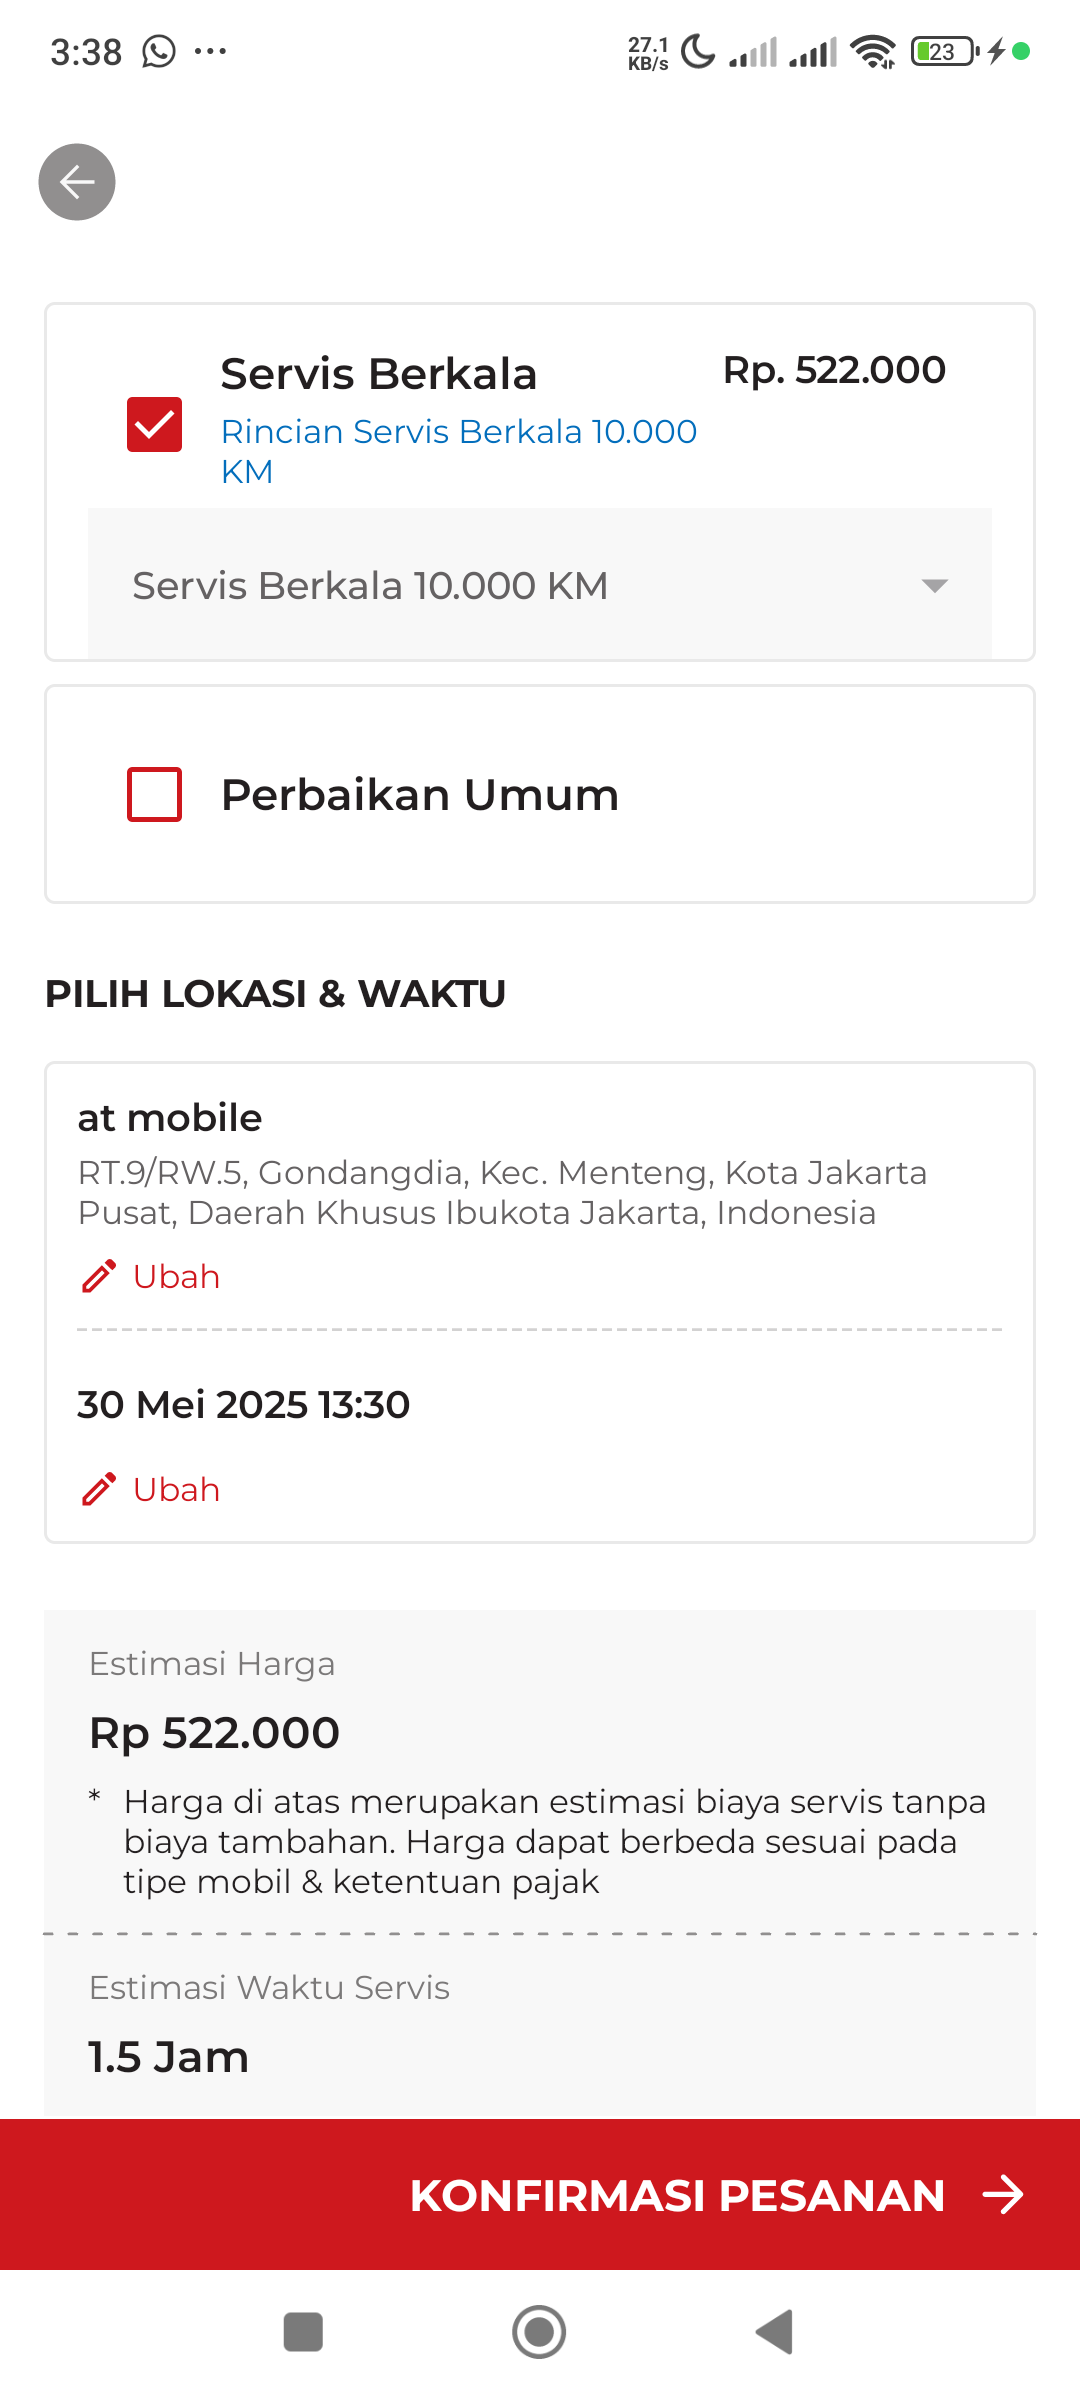 3:38
27.1
KB/s
23
Servis Berkala
Rp. 522.000
Rincian Servis Berkala 10.000
KM
Servis Berkala 10.000 KM
Perbaikan Umum
PILIH LOKASI & WAKTU
at mobile
RT.9/RW.5, Gondangdia, Kec. Menteng, Kota Jakarta
Pusat, Daerah Khusus Ibukota Jakarta, Indonesia
Ubah
30 Mei 2025 13:30
Ubah
Estimasi Harga
Rp 522.000
* Harga di atas merupakan estimasi biaya servis tanpa
biaya tambahan. Harga dapat berbeda sesuai pada
tipe mobil & ketentuan pajak
Estimasi Waktu Servis
1.5 Jam
KONFIRMASI PESANAN